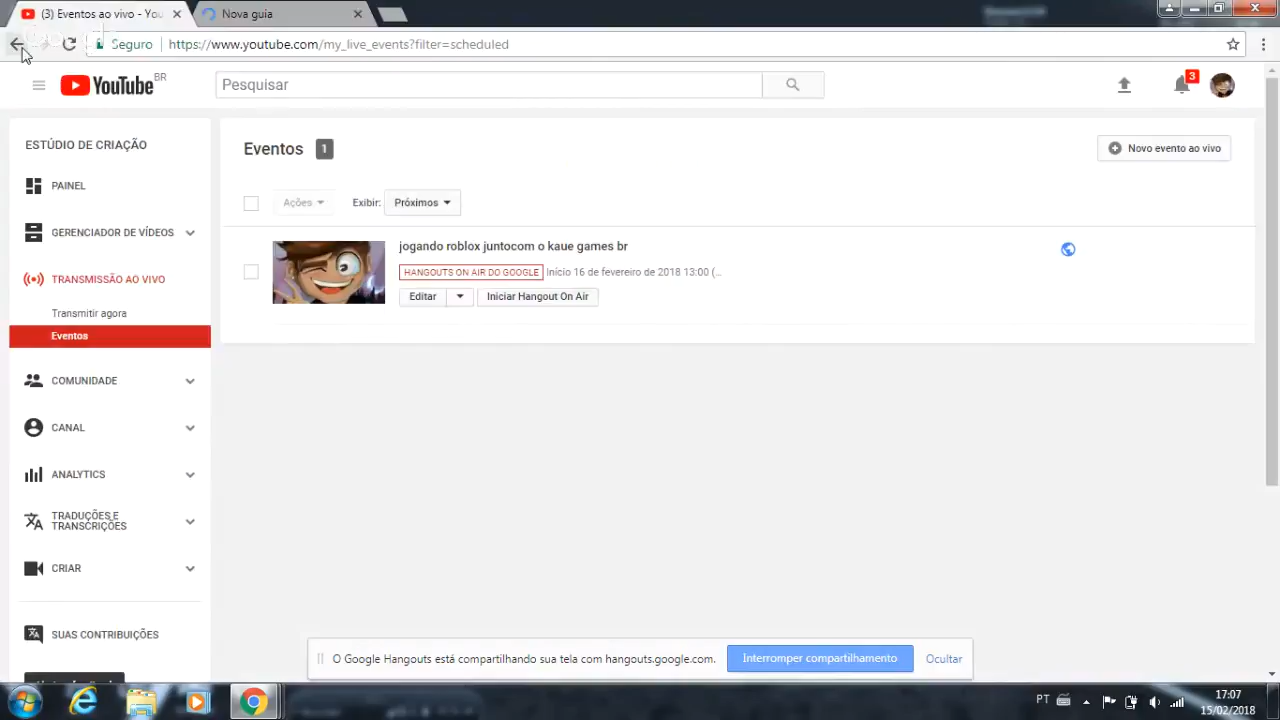 (3) Eventos ao vivo - You
Nova guia
Seguro
https://www.youtube.com/my_live_events?filter=scheduled
YouTube BR
Pesquisar
3
ESTÚDIO DE CRIAÇÃO
PAINEL
GERENCIADOR DE VÍDEOS
TRANSMISSÃO AO VIVO
Transmitir agora
Eventos
COMUNIDADE
CANAL
ANALYTICS
TRADUÇÕES E
TRANSCRIÇÕES
CRIAR
SUAS CONTRIBUIÇÕES
Eventos 1
Novo evento ao vivo
Ações
Exibir:
Próximos
jogando roblox juntocom o kaue games br
HANGOUTS ON AIR DO GOOGLE
Início 16 de fevereiro de 2018 13:00 (...
Editar
Iniciar Hangout On Air
O Google Hangouts está compartilhando sua tela com hangouts.google.com.
Interromper compartilhamento
Ocultar
PT
17:07
15/02/2018